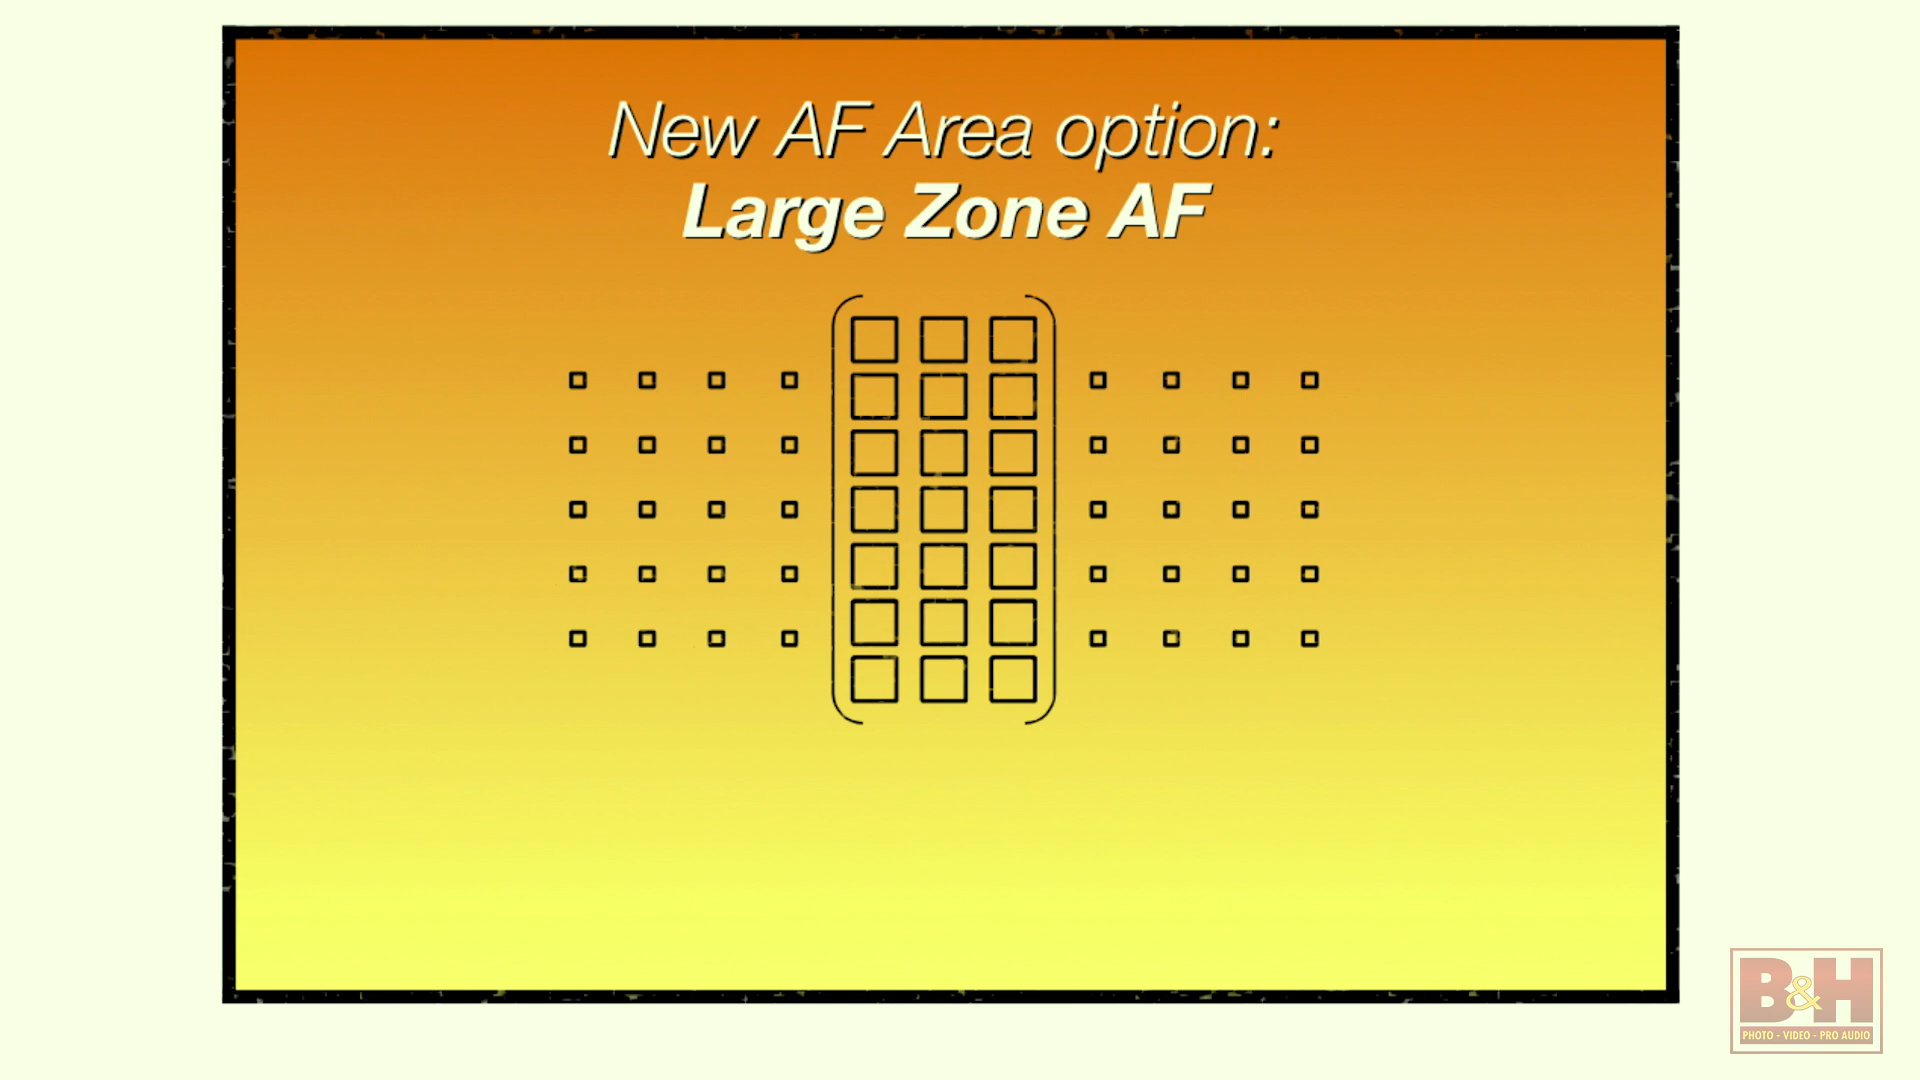 New AF Area option:
Large Zone AF
B&H
PHOTO - VIDEO - PRO AUDIO